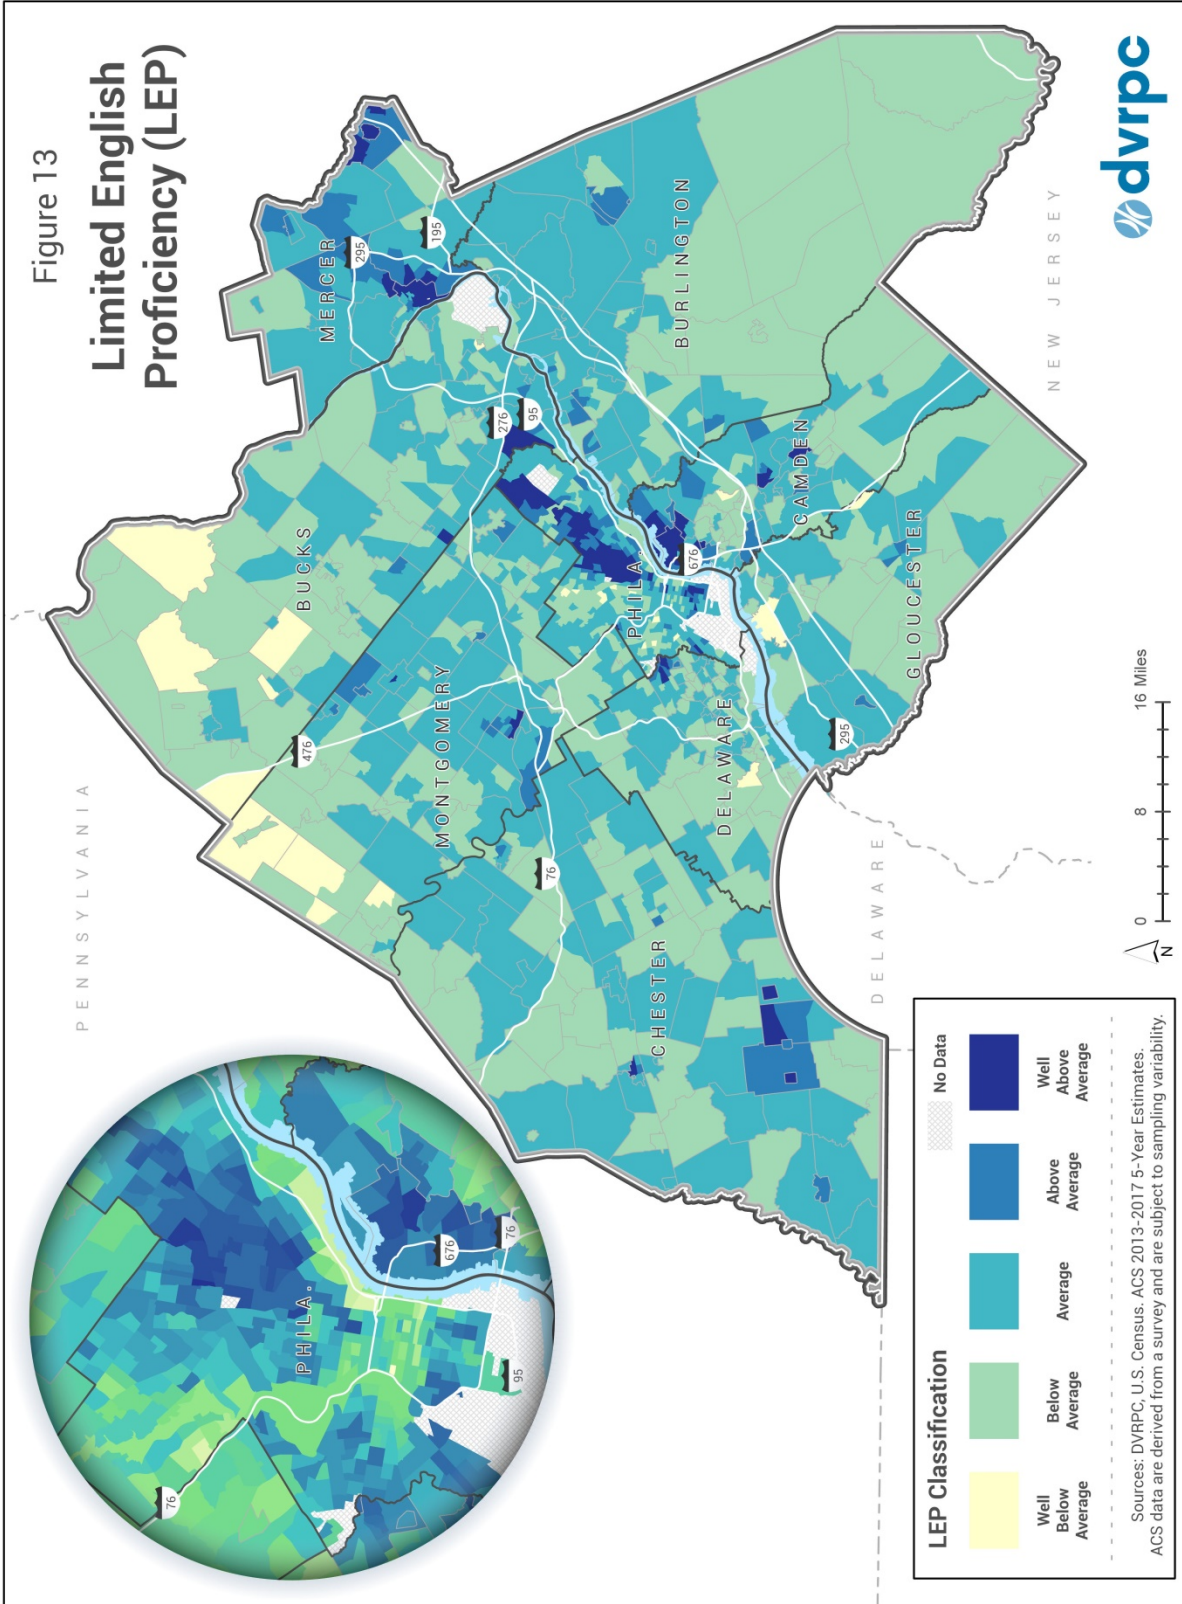 Figure 13
Limited English
Proficiency (LEP)
PENNSYLVANIA
BUCKS
MERCER
MONTGOMERY
CHESTER
DELAWARE
PHILA.
BURLINGTON
CAMDEN
GLOUCESTER
NEW JERSEY
DELAWARE
476
276
95
295
195
76
676
295
PHILA.
76
676
76
95
LEP Classification
No Data
Well
Below
Average
Below
Average
Average
Above
Average
Well
Above
Average
Sources: DVRPC, U.S. Census. ACS 2013-2017 5-Year Estimates.
ACS data are derived from a survey and are subject to sampling variability.
N
0 8 16 Miles
dvrpc